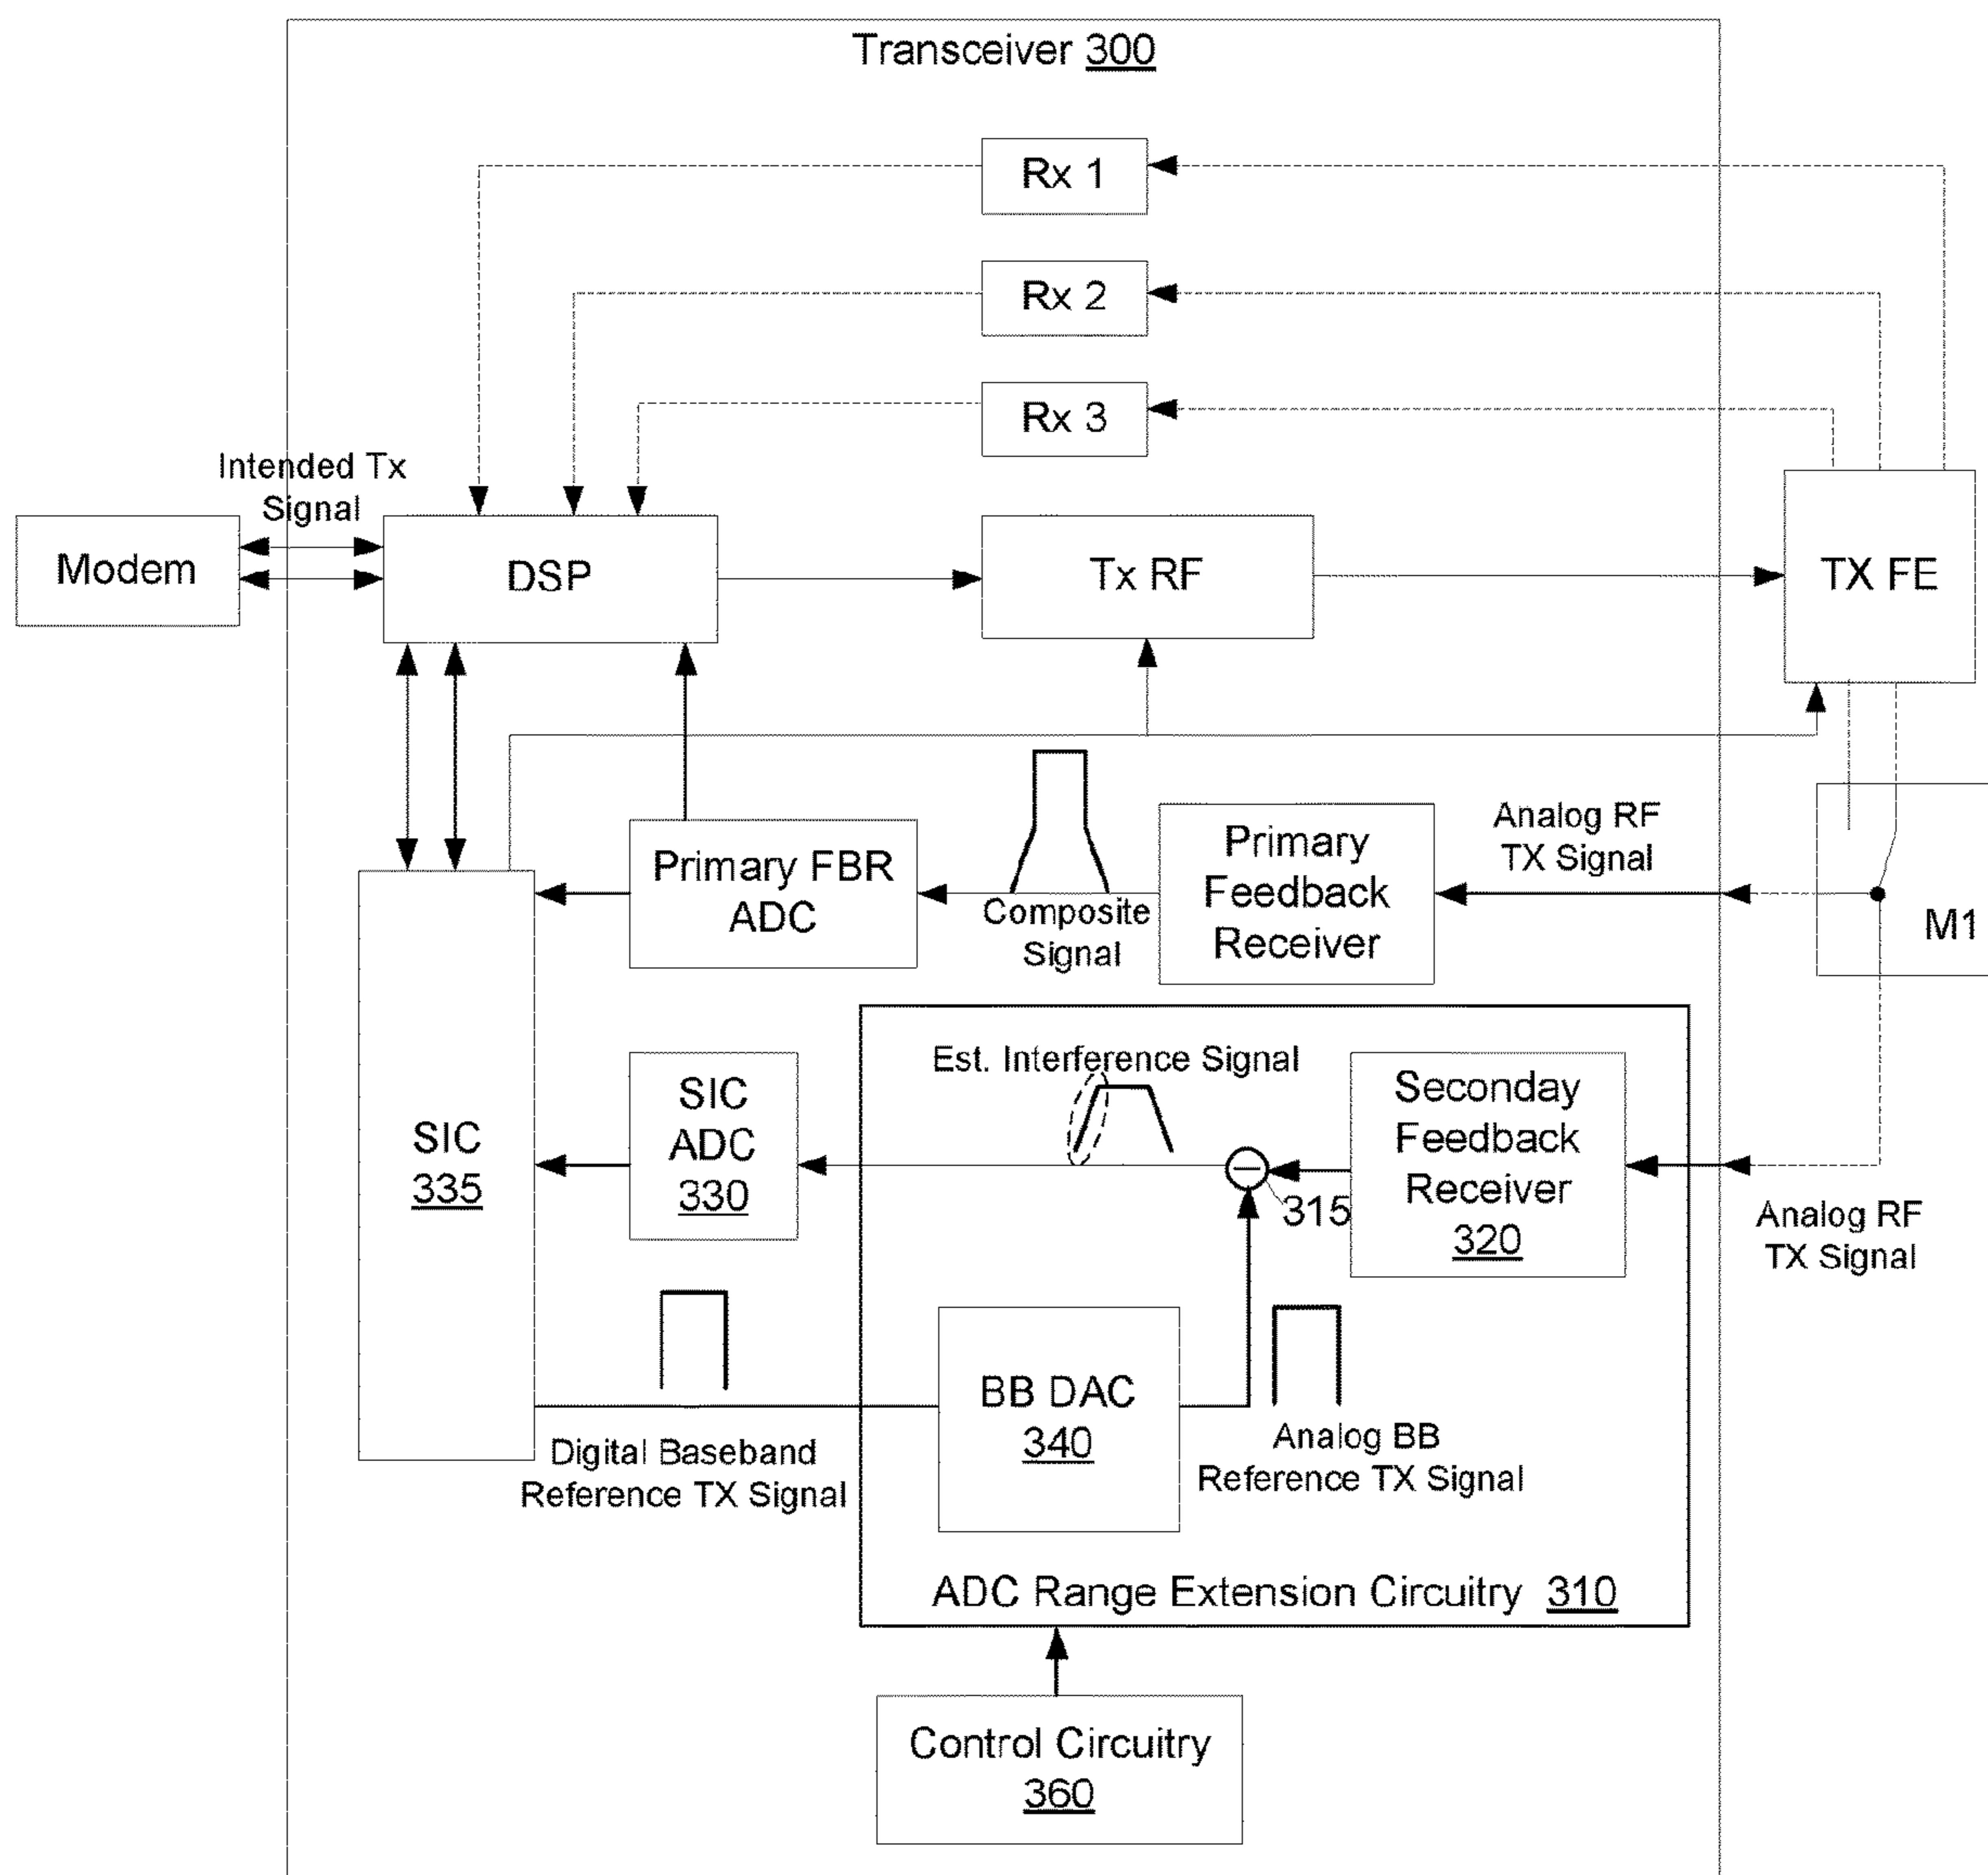 Transceiver 300
Rx 1
Rx 2
Rx 3
Intended Tx
Signal
Modem
DSP
Tx RF
TX FE
Primary FBR
ADC
Composite
Signal
Primary
Feedback
Receiver
Analog RF
TX Signal
M1
SIC
335
SIC
ADC
330
Est. Interference Signal
315
Seconday
Feedback
Receiver
320
Analog RF
TX Signal
Digital Baseband
Reference TX Signal
BB DAC
340
Analog BB
Reference TX Signal
ADC Range Extension Circuitry 310
Control Circuitry
360